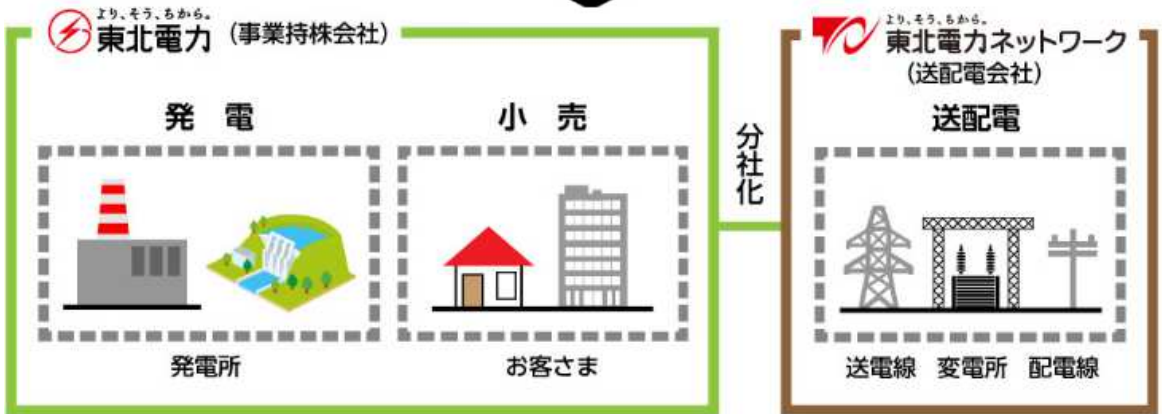 より、そう、ちから。
東北電力 (事業持株会社)
発電
小売
発電所
お客さま
分社化
より、そう、ちから。
東北電力ネットワーク
(送配電会社)
送配電
送電線 変電所 配電線